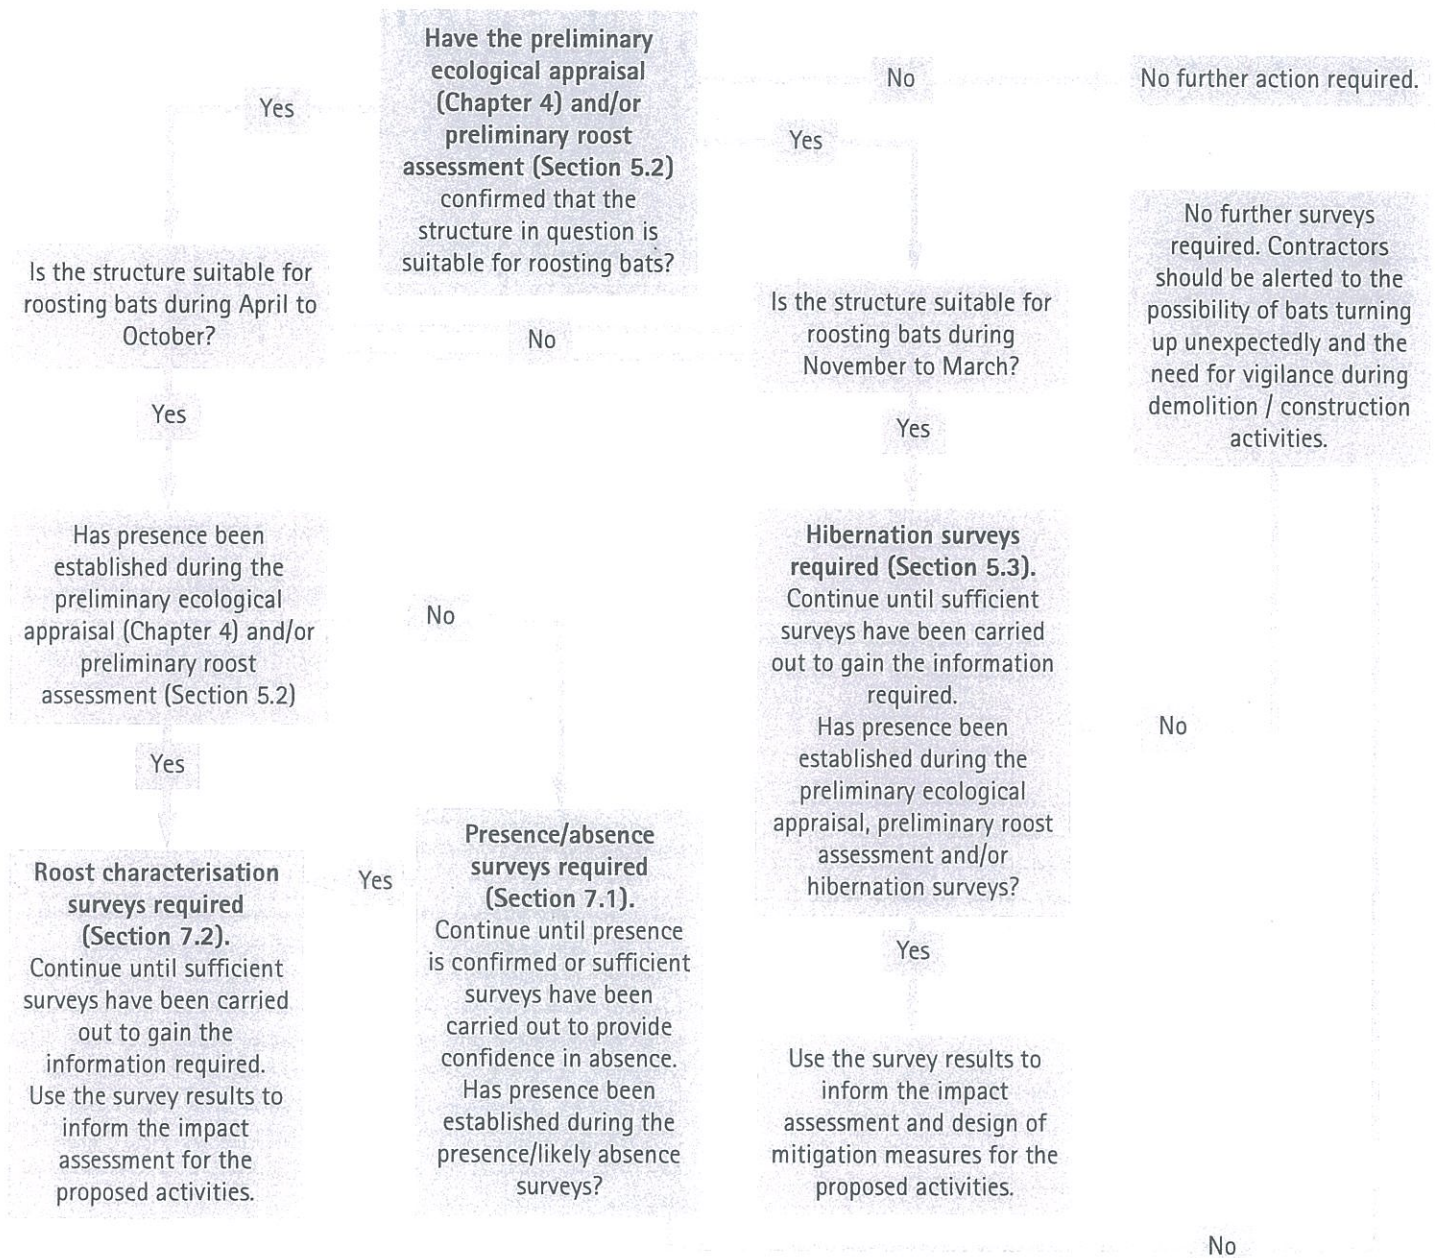 Have the preliminary
ecological appraisal
(Chapter 4) and/or
preliminary roost
assessment (Section 5.2)
confirmed that the
structure in question is
suitable for roosting bats?
No
No further action required.
Yes
Yes
Is the structure suitable for
roosting bats during April to
October?
No
Is the structure suitable for
roosting bats during
November to March?
No further surveys
required. Contractors
should be alerted to the
possibility of bats turning
up unexpectedly and the
need for vigilance during
demolition / construction
activities.
Yes
Yes
Has presence been
established during the
preliminary ecological
appraisal (Chapter 4) and/or
preliminary roost
assessment (Section 5.2)
No
Hibernation surveys
required (Section 5.3).
Continue until sufficient
surveys have been carried
out to gain the information
required.
Has presence been
established during the
preliminary ecological
appraisal, preliminary roost
assessment and/or
hibernation surveys?
No
Yes
Roost characterisation
surveys required
(Section 7.2).
Continue until sufficient
surveys have been carried
out to gain the
information required.
Use the survey results to
inform the impact
assessment for the
proposed activities.
Yes
Presence/absence
surveys required
(Section 7.1).
Continue until presence
is confirmed or sufficient
surveys have been
carried out to provide
confidence in absence.
Has presence been
established during the
presence/likely absence
surveys?
Yes
Use the survey results to
inform the impact
assessment and design of
mitigation measures for the
proposed activities.
No